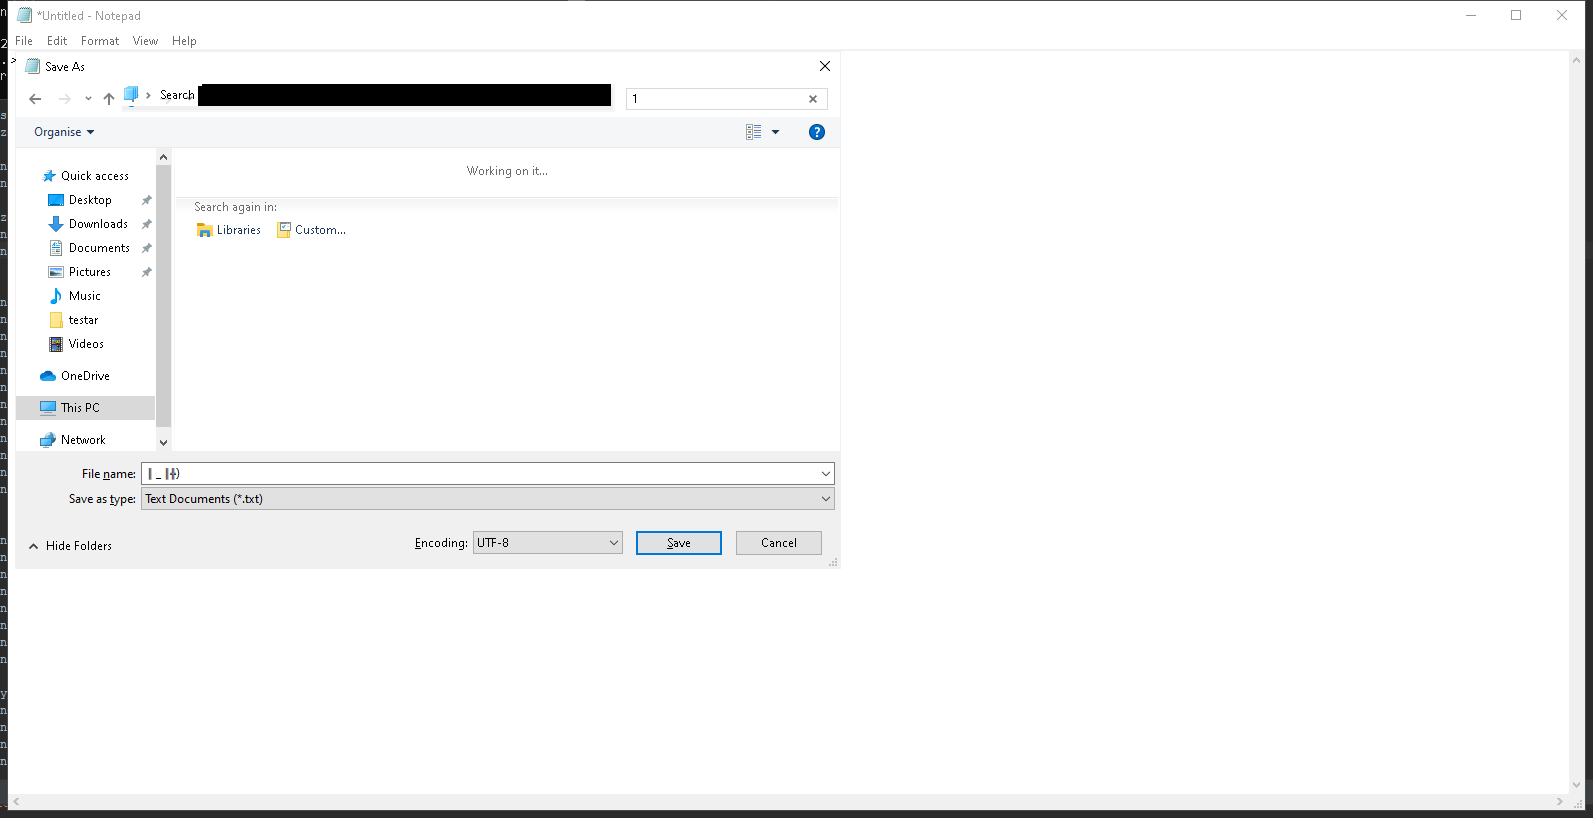 *Untitled - Notepad
File Edit Format View Help
Save As
Search
1
Organise
Quick access
Working on it...
Desktop
Search again in:
Downloads
Libraries Custom...
Documents
Pictures
Music
testar
Videos
OneDrive
This PC
Network
File name:
Save as type: Text Documents (*.txt)
Hide Folders
Encoding: UTF-8 Save Cancel